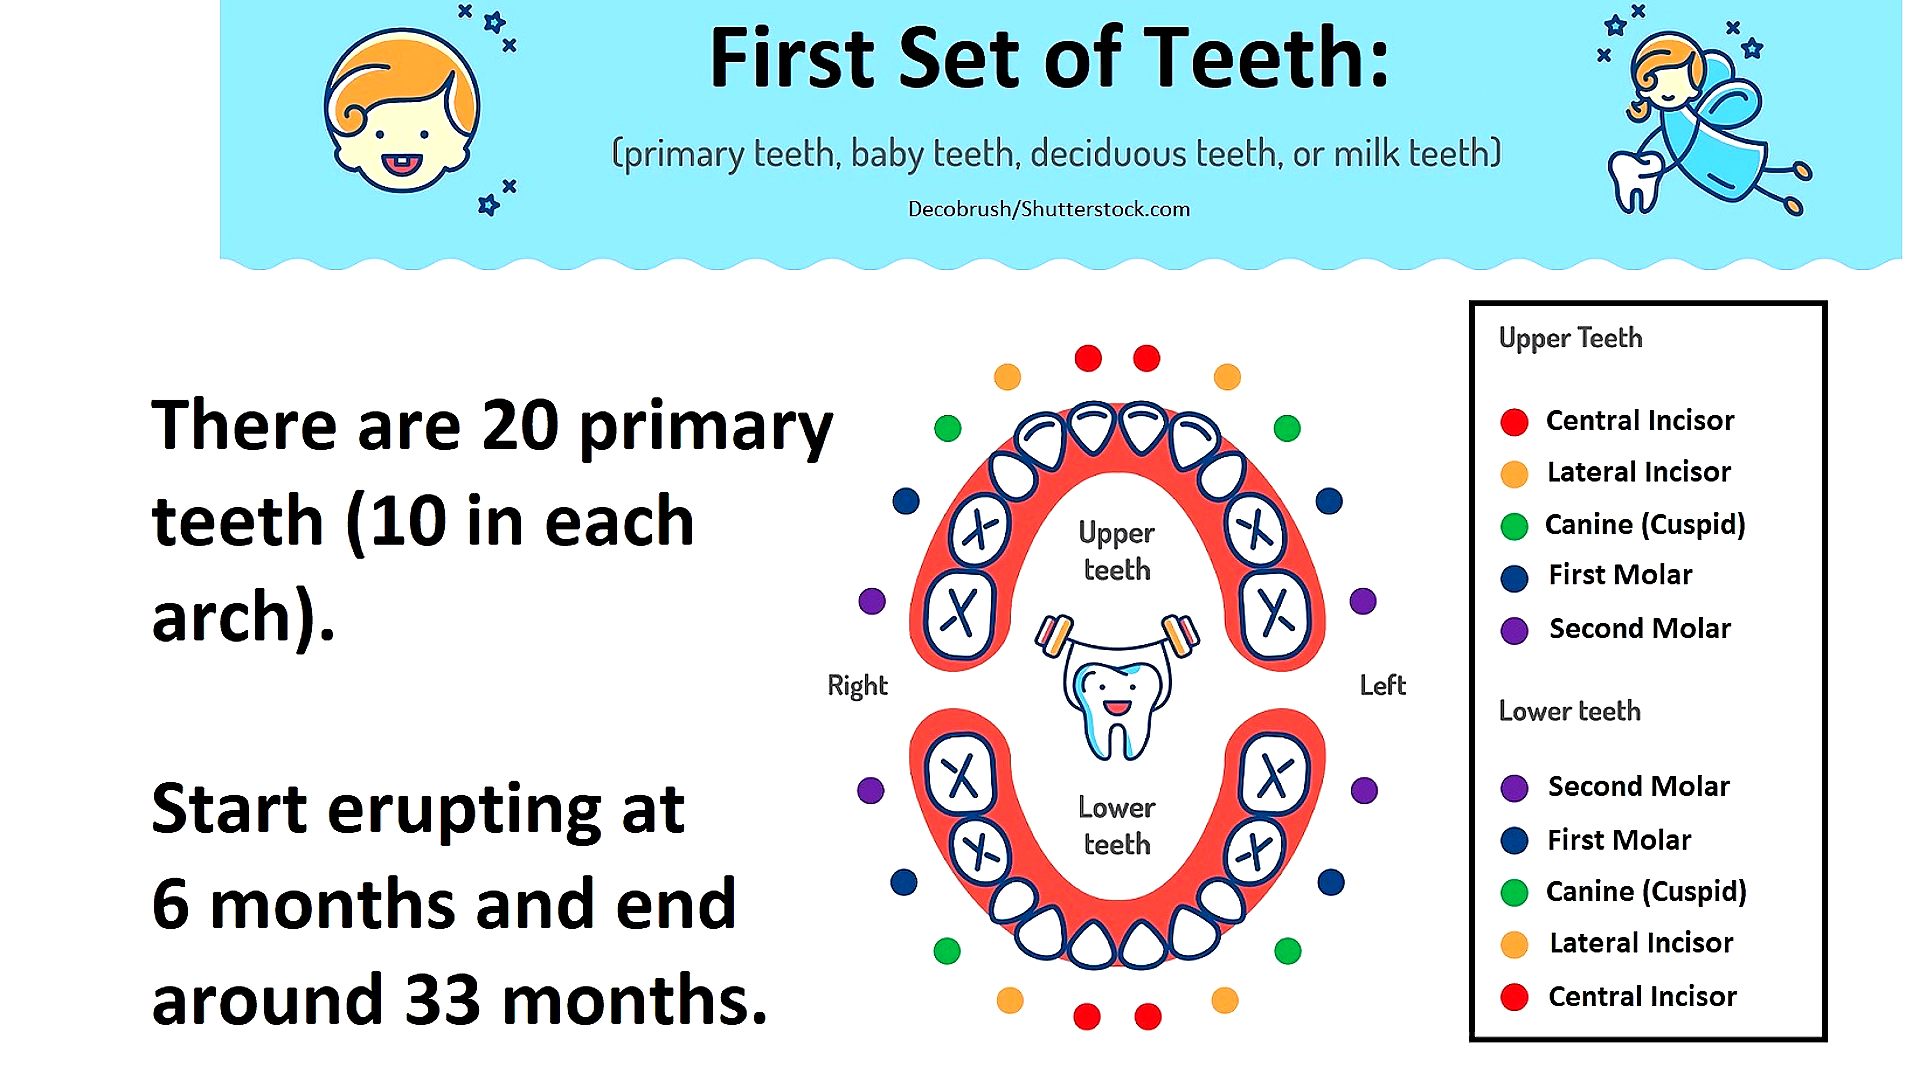 First Set of Teeth:
(primary teeth, baby teeth, deciduous teeth, or milk teeth)
Decobrush/Shutterstock.com
There are 20 primary
teeth (10 in each
arch).
Start erupting at
6 months and end
around 33 months.
Upper
teeth
Right
Left
Lower
teeth
Upper Teeth
Central Incisor
Lateral Incisor
Canine (Cuspid)
First Molar
Second Molar
Lower teeth
Second Molar
First Molar
Canine (Cuspid)
Lateral Incisor
Central Incisor